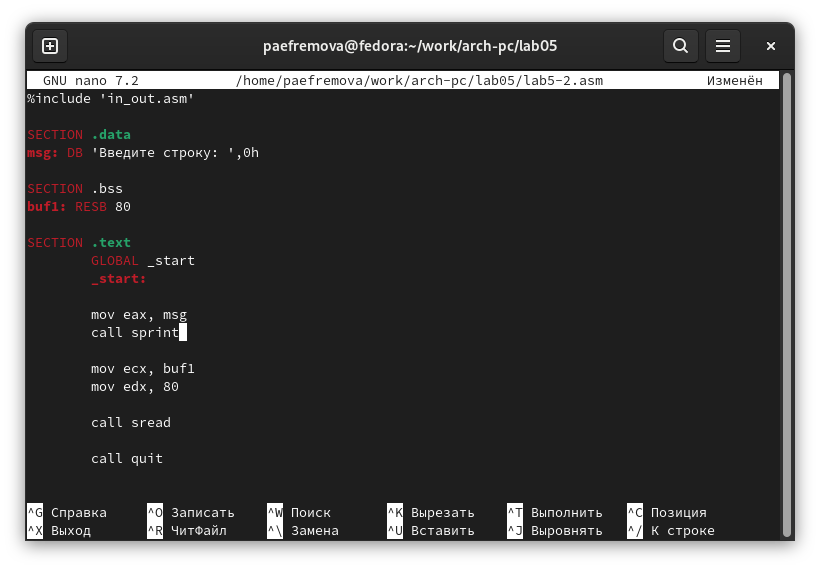 paefremova@fedora:~/work/arch-pc/lab05
GNU nano 7.2 /home/paefremova/work/arch-pc/lab05/lab5-2.asm Изменён
%include 'in_out.asm'
SECTION .data
msg: DB 'Введите строку: ',0h
SECTION .bss
buf1: RESB 80
SECTION .text
GLOBAL _start
_start:
mov eax, msg
call sprint
mov ecx, buf1
mov edx, 80
call sread
call quit
^G Справка ^O Записать ^W Поиск ^K Вырезать ^T Выполнить ^C Позиция
^X Выход ^R ЧитФайл ^\ Замена ^U Вставить ^J Выровнять ^/ К строке